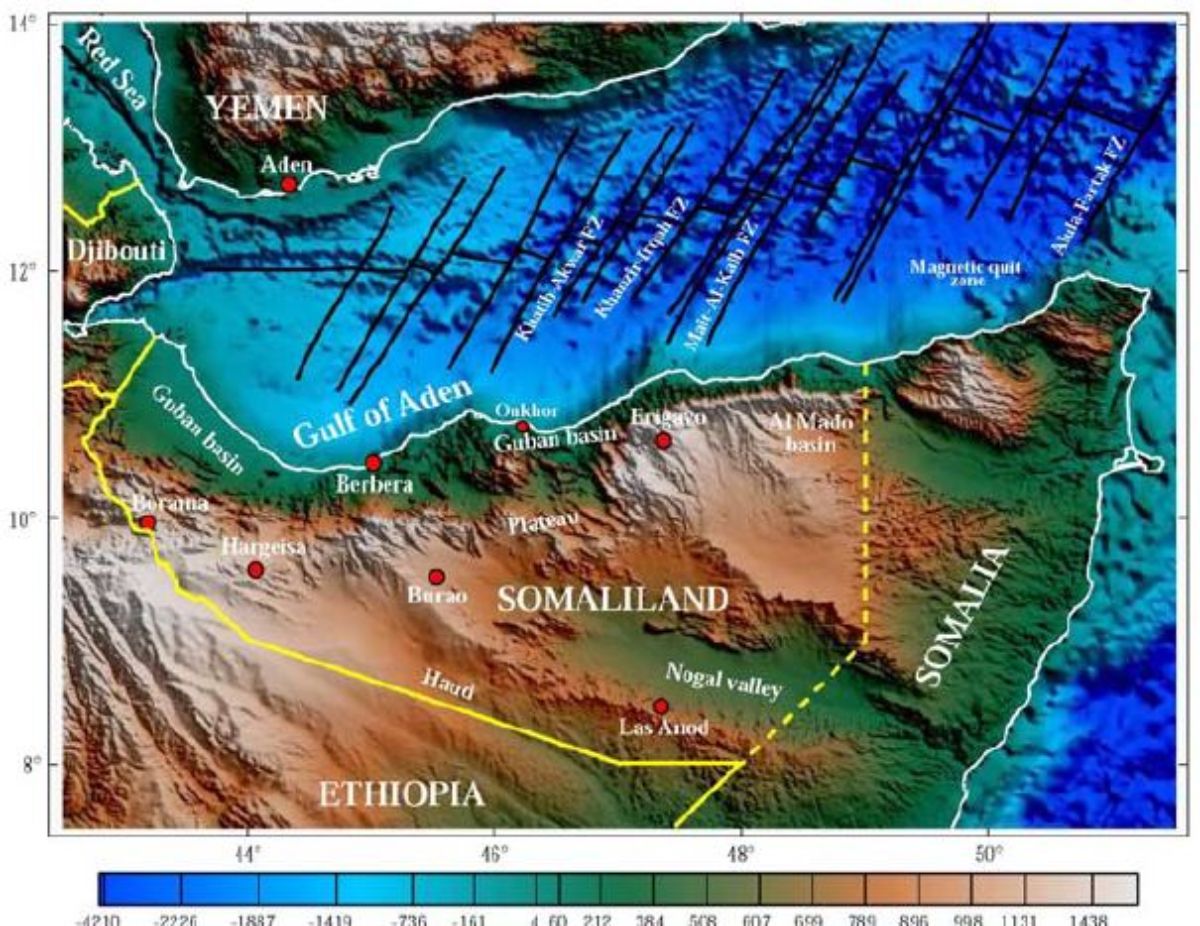 14°
12°
10°
8°
Red Sea
YEMEN
Aden
Djibouti
Khatib-Akwar FZ
Khanzir-Irqah FZ
Mait-Al-Kalb FZ
Alula-Fartak FZ
Magnetic quit
zone
Gulf of Aden
Guban basin
Onkhor
Guban basin
Erigavo
Al Mado
basin
Berbera
Borama
Plateau
Hargeisa
Burao
SOMALILAND
SOMALIA
Haud
Nogal valley
Las Anod
ETHIOPIA
44° 46° 48° 50°
-4210 -2226 -1887 -1419 -736 -161 4 60 212 384 508 607 699 789 896 998 1131 1438